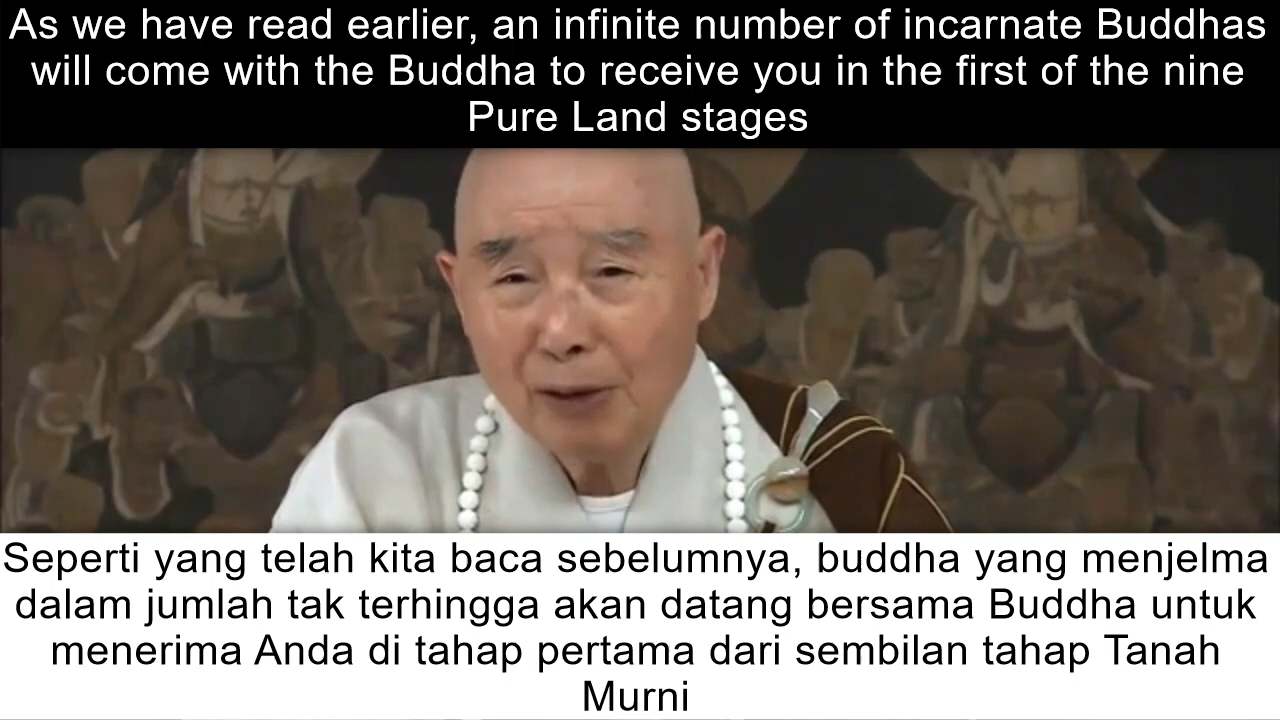 As we have read earlier, an infinite number of incarnate Buddhas
will come with the Buddha to receive you in the first of the nine
Pure Land stages
Seperti yang telah kita baca sebelumnya, buddha yang menjelma
dalam jumlah tak terhingga akan datang bersama Buddha untuk
menerima Anda di tahap pertama dari sembilan tahap Tanah
Murni